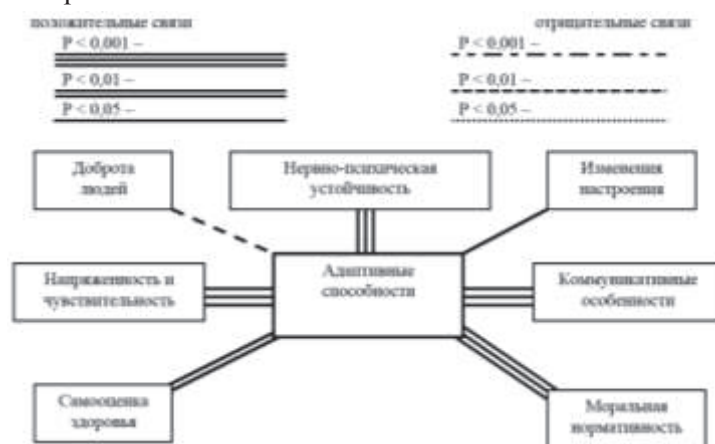 положительные связи
отрицательные связи
P < 0,001 –
P < 0,001 –
P < 0,01 –
P < 0,01 –
P < 0,05 –
P < 0,05 –
Доброта
людей
Нервно-психическая
устойчивость
Изменения
настроения
Напряженность и
чувствительность
Адаптивные
способности
Коммуникативные
особенности
Самооценка
здоровья
Моральная
нормативность